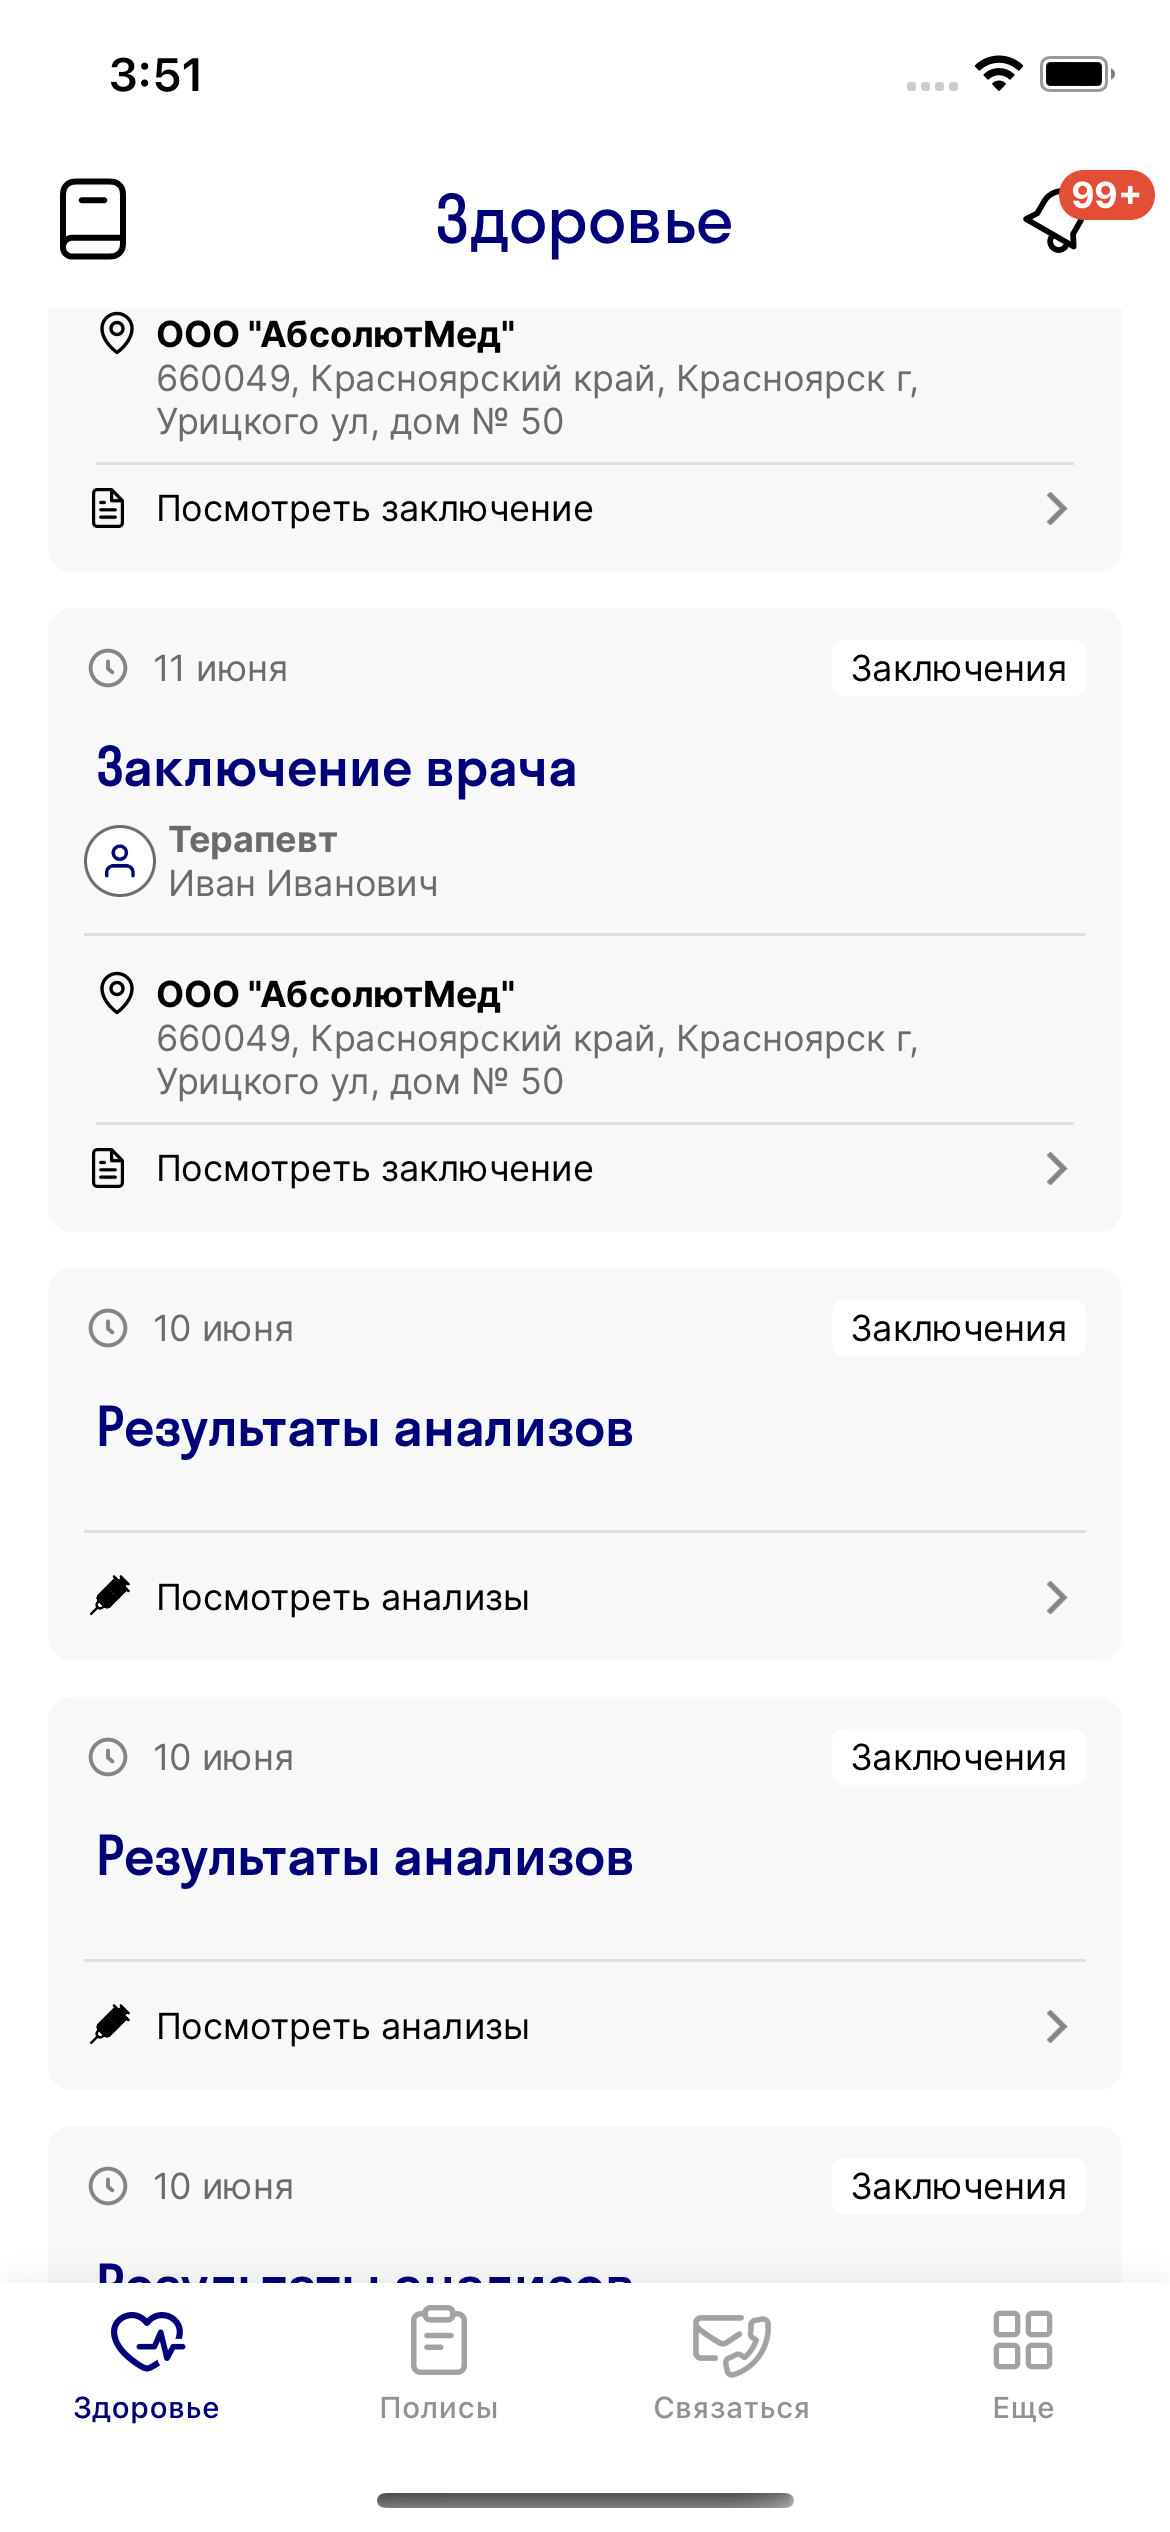 3:51
Здоровье
99+
ООО "АбсолютМед"
660049, Красноярский край, Красноярск г,
Урицкого ул, дом № 50
Посмотреть заключение
11 июня
Заключения
Заключение врача
Терапевт
Иван Иванович
ООО "АбсолютМед"
660049, Красноярский край, Красноярск г,
Урицкого ул, дом № 50
Посмотреть заключение
10 июня
Заключения
Результаты анализов
Посмотреть анализы
10 июня
Заключения
Результаты анализов
Посмотреть анализы
10 июня
Заключения
Результаты анализов
Здоровье
Полисы
Связаться
Еще